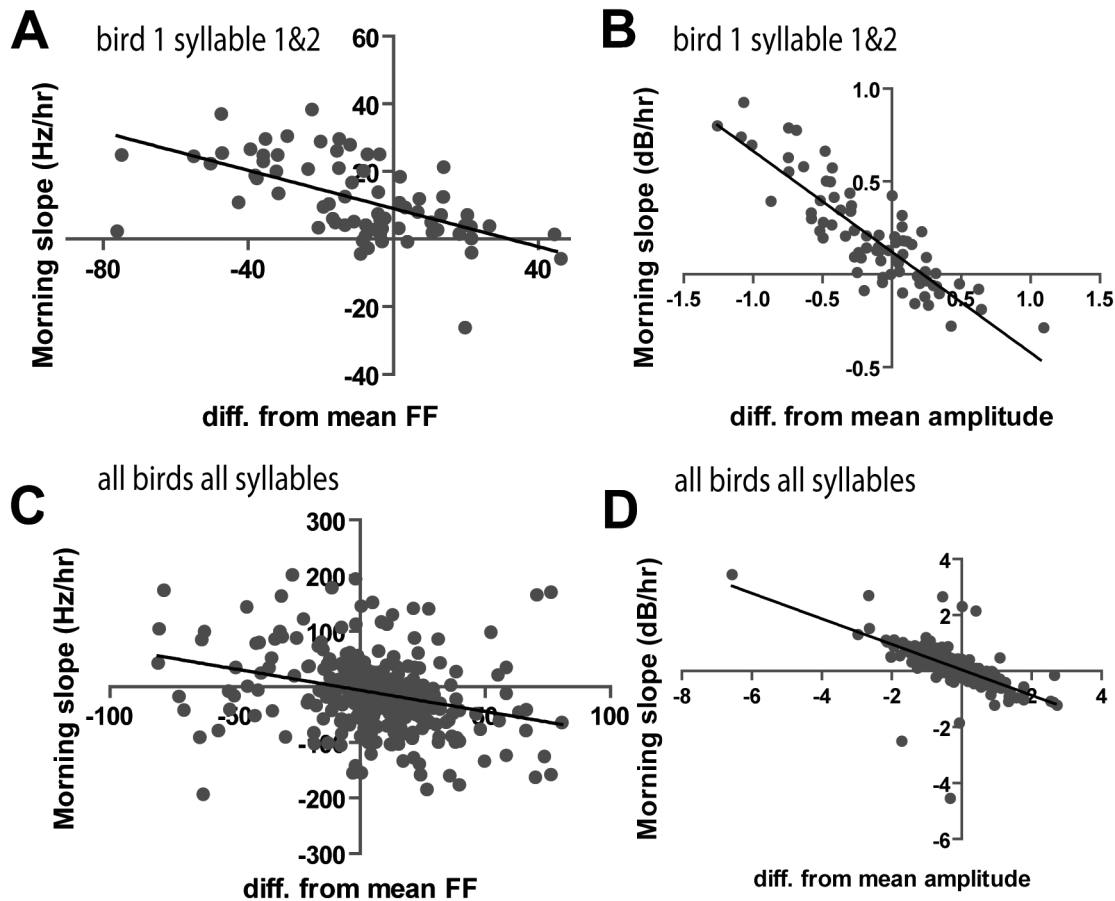 A bird 1 syllable 1&2
Morning slope (Hz/hr)
60
40
20
-20
-40
-80 -40 40
diff. from mean FF
B bird 1 syllable 1&2
Morning slope (dB/hr)
1.0
0.5
-0.5
-1.5 -1.0 -0.5 0.5 1.0 1.5
diff. from mean amplitude
C all birds all syllables
Morning slope (Hz/hr)
300
200
100
-100
-200
-300
-100 -50 50 100
diff. from mean FF
D all birds all syllables
Morning slope (dB/hr)
4
2
-2
-4
-6
-8 -6 -4 -2 2 4
diff. from mean amplitude